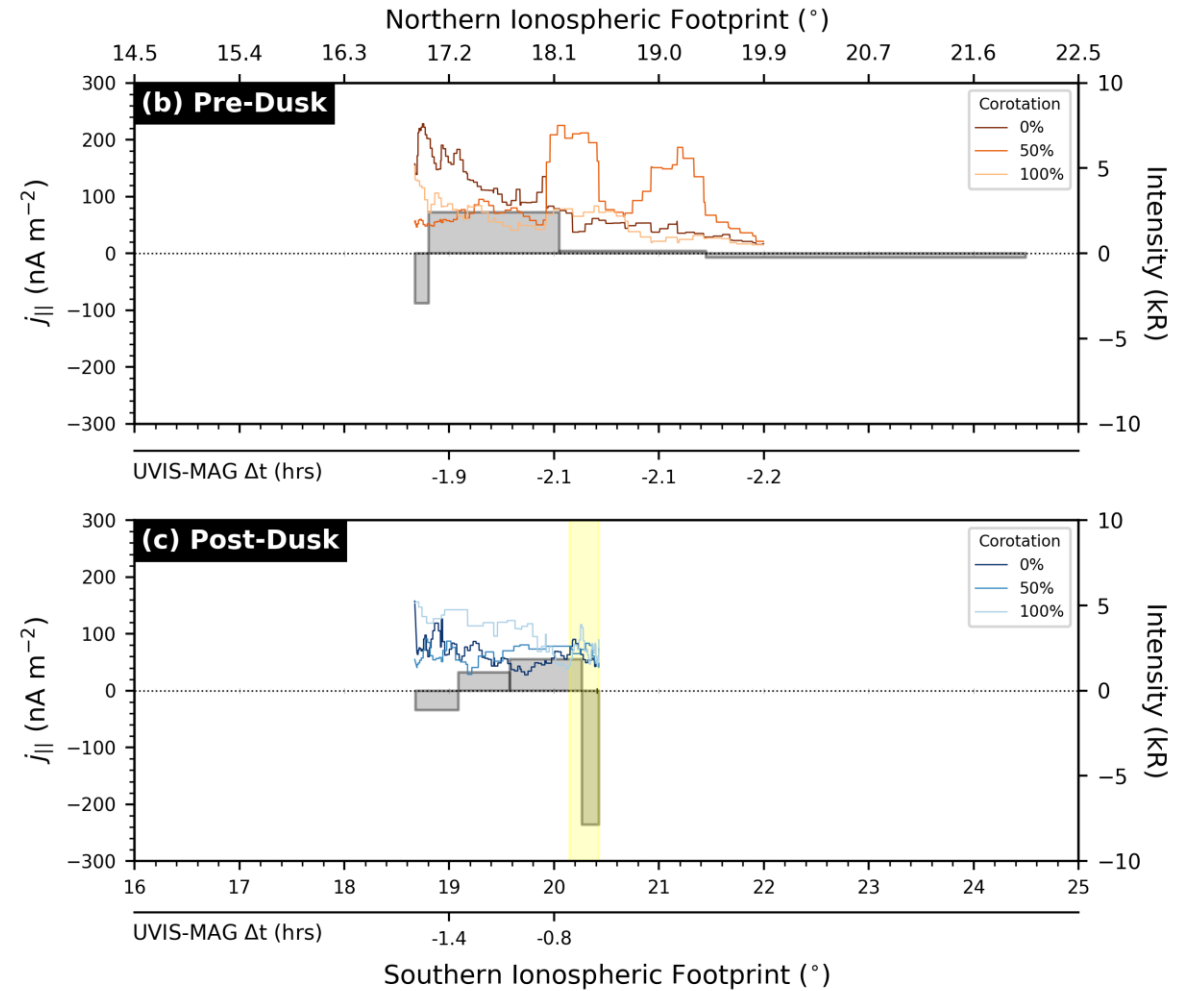 Northern Ionospheric Footprint (°)
14.5 15.4 16.3 17.2 18.1 19.0 19.9 20.7 21.6 22.5
(b) Pre-Dusk
Corotation
0%
50%
100%
300
200
100
0
−100
−200
−300
j|| (nA m−2)
10
5
0
−5
−10
Intensity (kR)
UVIS-MAG Δt (hrs) -1.9 -2.1 -2.1 -2.2
(c) Post-Dusk
Corotation
0%
50%
100%
300
200
100
0
−100
−200
−300
j|| (nA m−2)
10
5
0
−5
−10
Intensity (kR)
16 17 18 19 20 21 22 23 24 25
UVIS-MAG Δt (hrs) -1.4 -0.8
Southern Ionospheric Footprint (°)